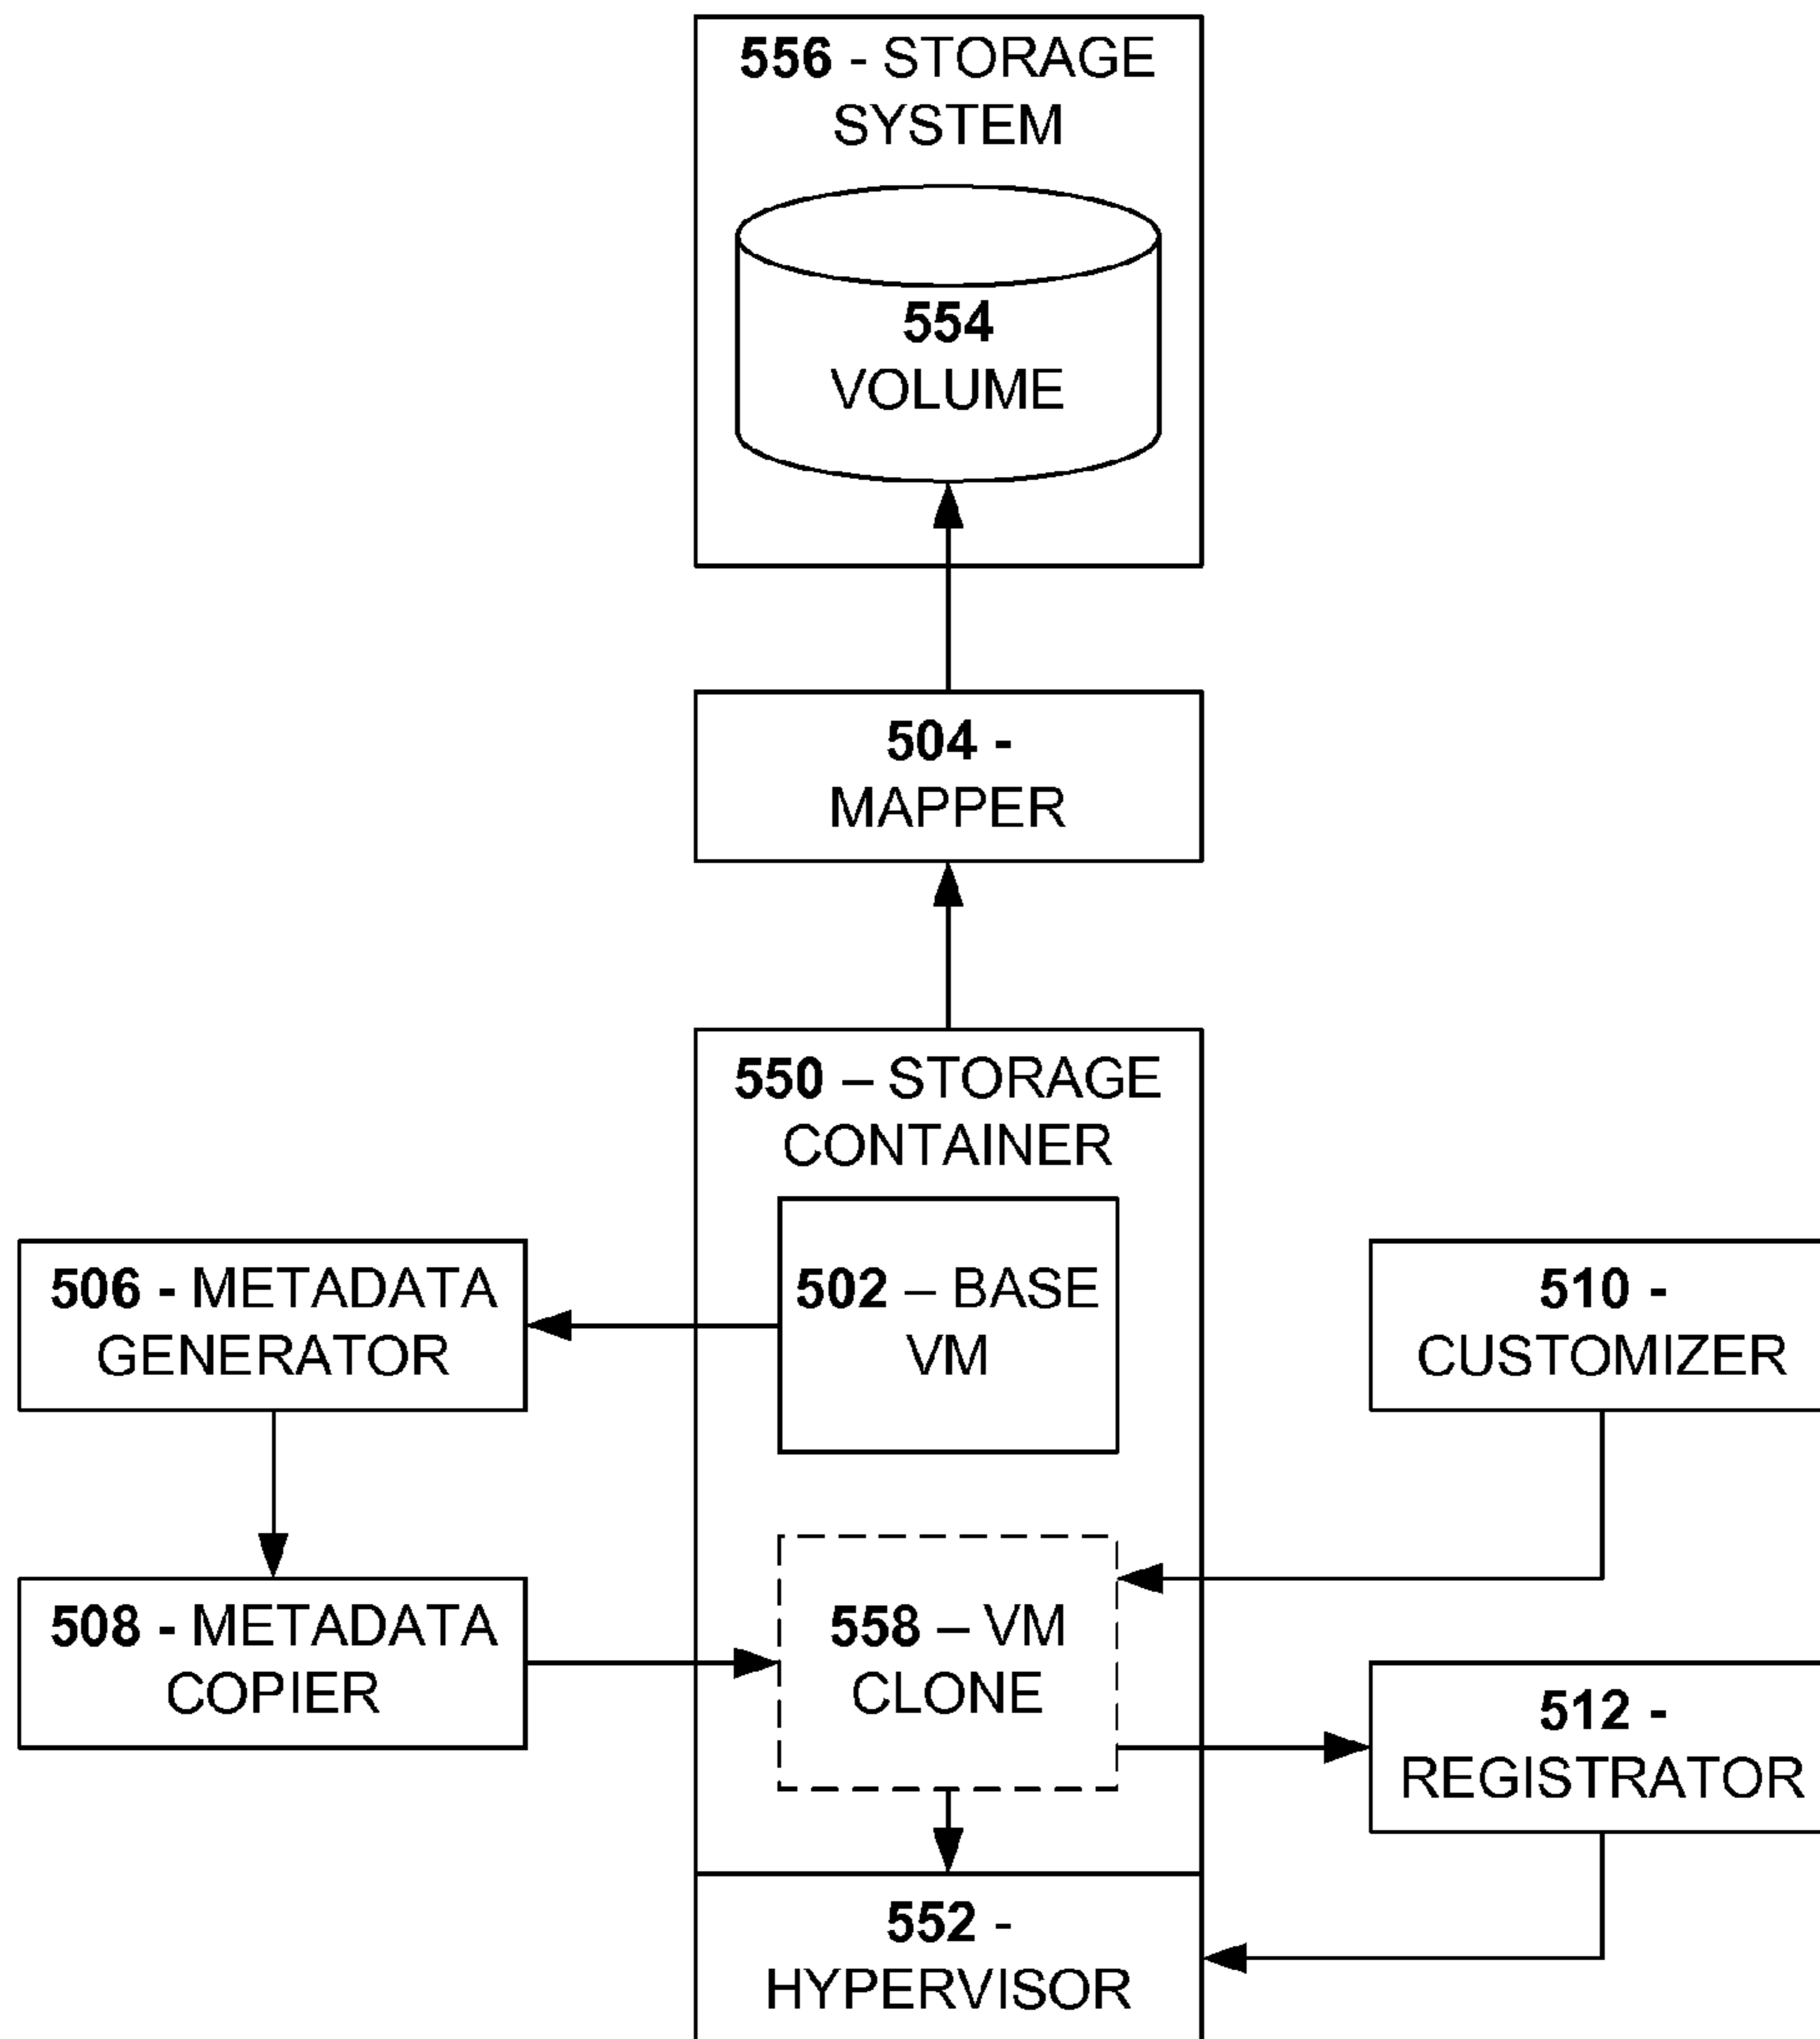 556 - STORAGE
SYSTEM
554
VOLUME
504 -
MAPPER
550 – STORAGE
CONTAINER
502 – BASE
VM
506 - METADATA
GENERATOR
510 -
CUSTOMIZER
508 - METADATA
COPIER
558 – VM
CLONE
512 -
REGISTRATOR
552 -
HYPERVISOR